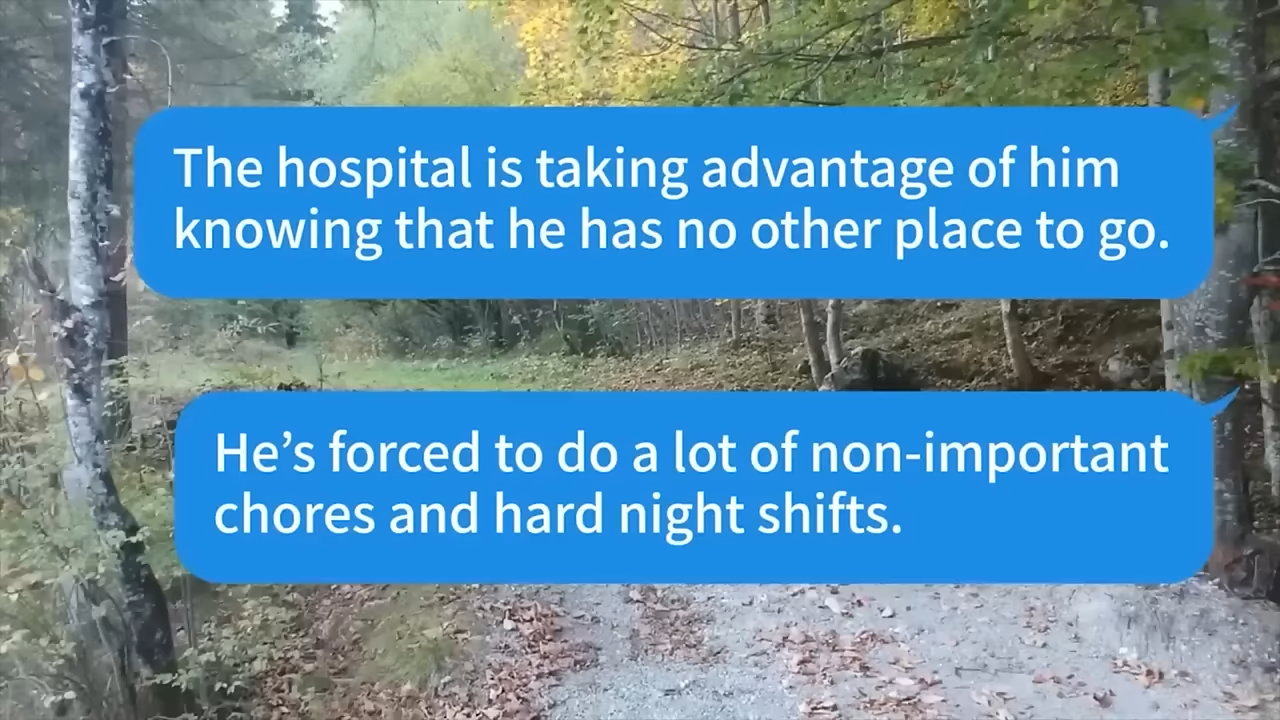 The hospital is taking advantage of him
knowing that he has no other place to go.
He’s forced to do a lot of non-important
chores and hard night shifts.